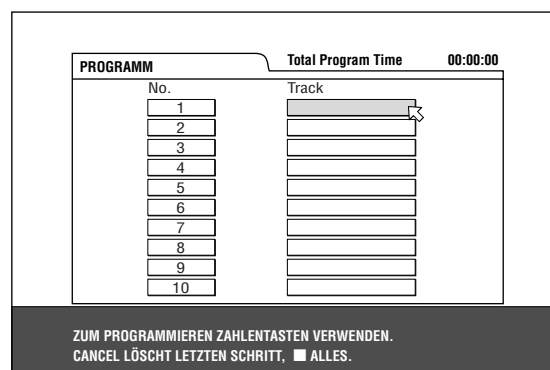 PROGRAMM Total Program Time 00:00:00
No. Track
1
2
3
4
5
6
7
8
9
10
ZUM PROGRAMMIEREN ZAHLENTASTEN VERWENDEN.
CANCEL LÖSCHT LETZTEN SCHRITT, ■ ALLES.